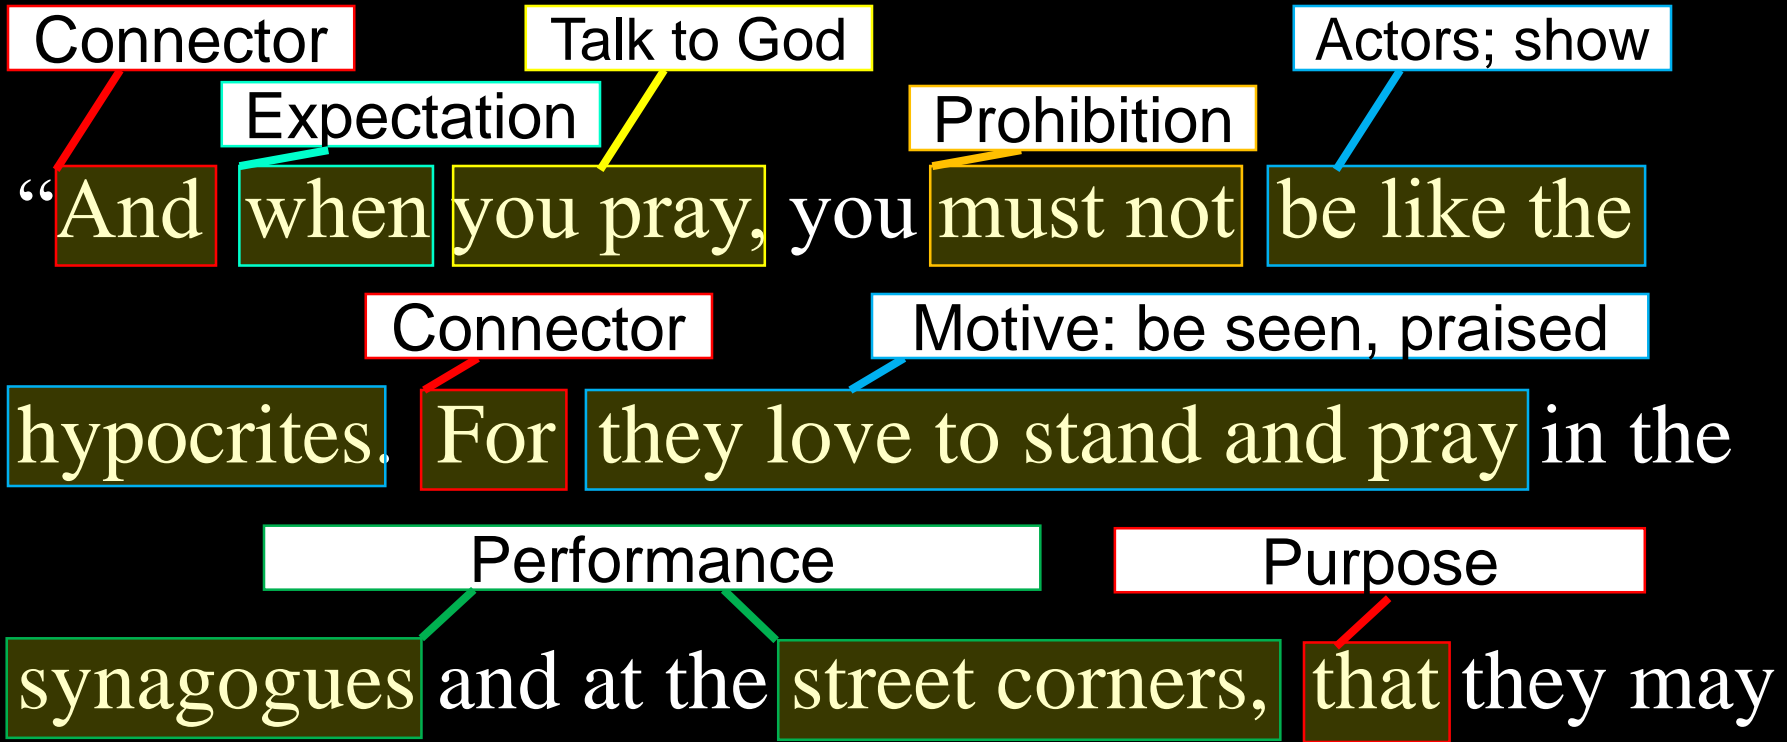 Connector Talk to God Actors; show
Expectation Prohibition
“And when you pray, you must not be like the
Connector Motive: be seen, praised
hypocrites. For they love to stand and pray in the
Performance Purpose
synagogues and at the street corners, that they may